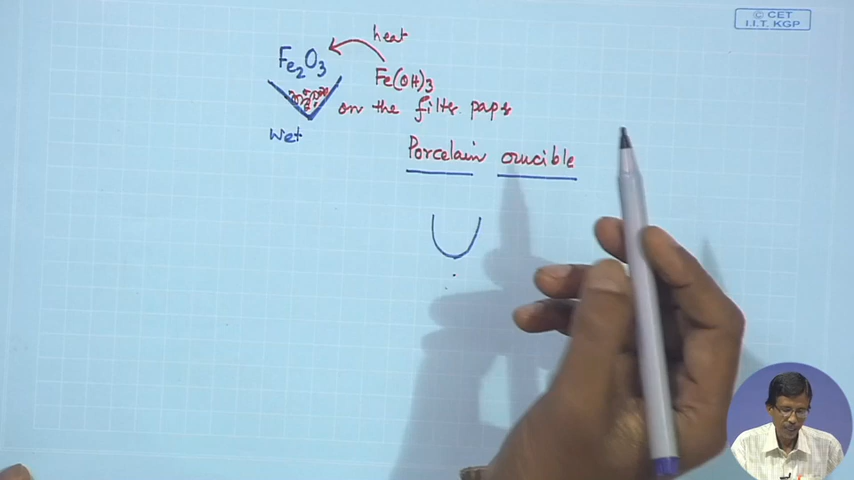 © CET
I.I.T. KGP
heat
Fe2O3
Fe(OH)3
on the filter paper
Wet
Porcelain crucible